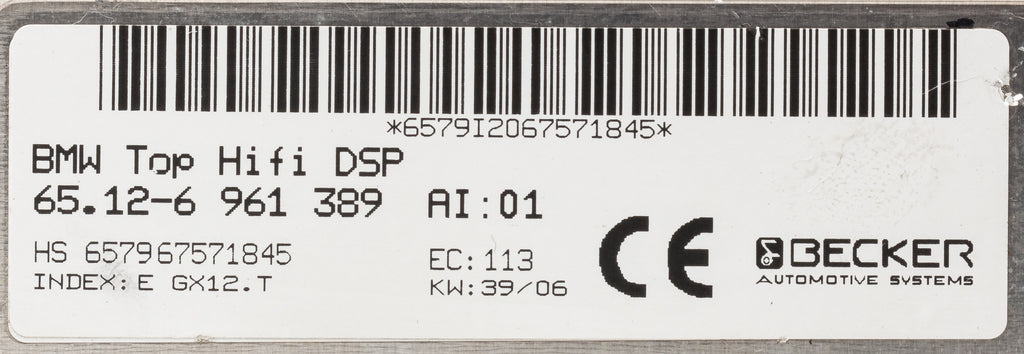 *6579I2067571845*
BMW Top Hifi DSP
65.12-6 961 389 AI:01
HS 657967571845
EC: 113
INDEX: E GX12.T
KW: 39/06
CE
BECKER
AUTOMOTIVE SYSTEMS